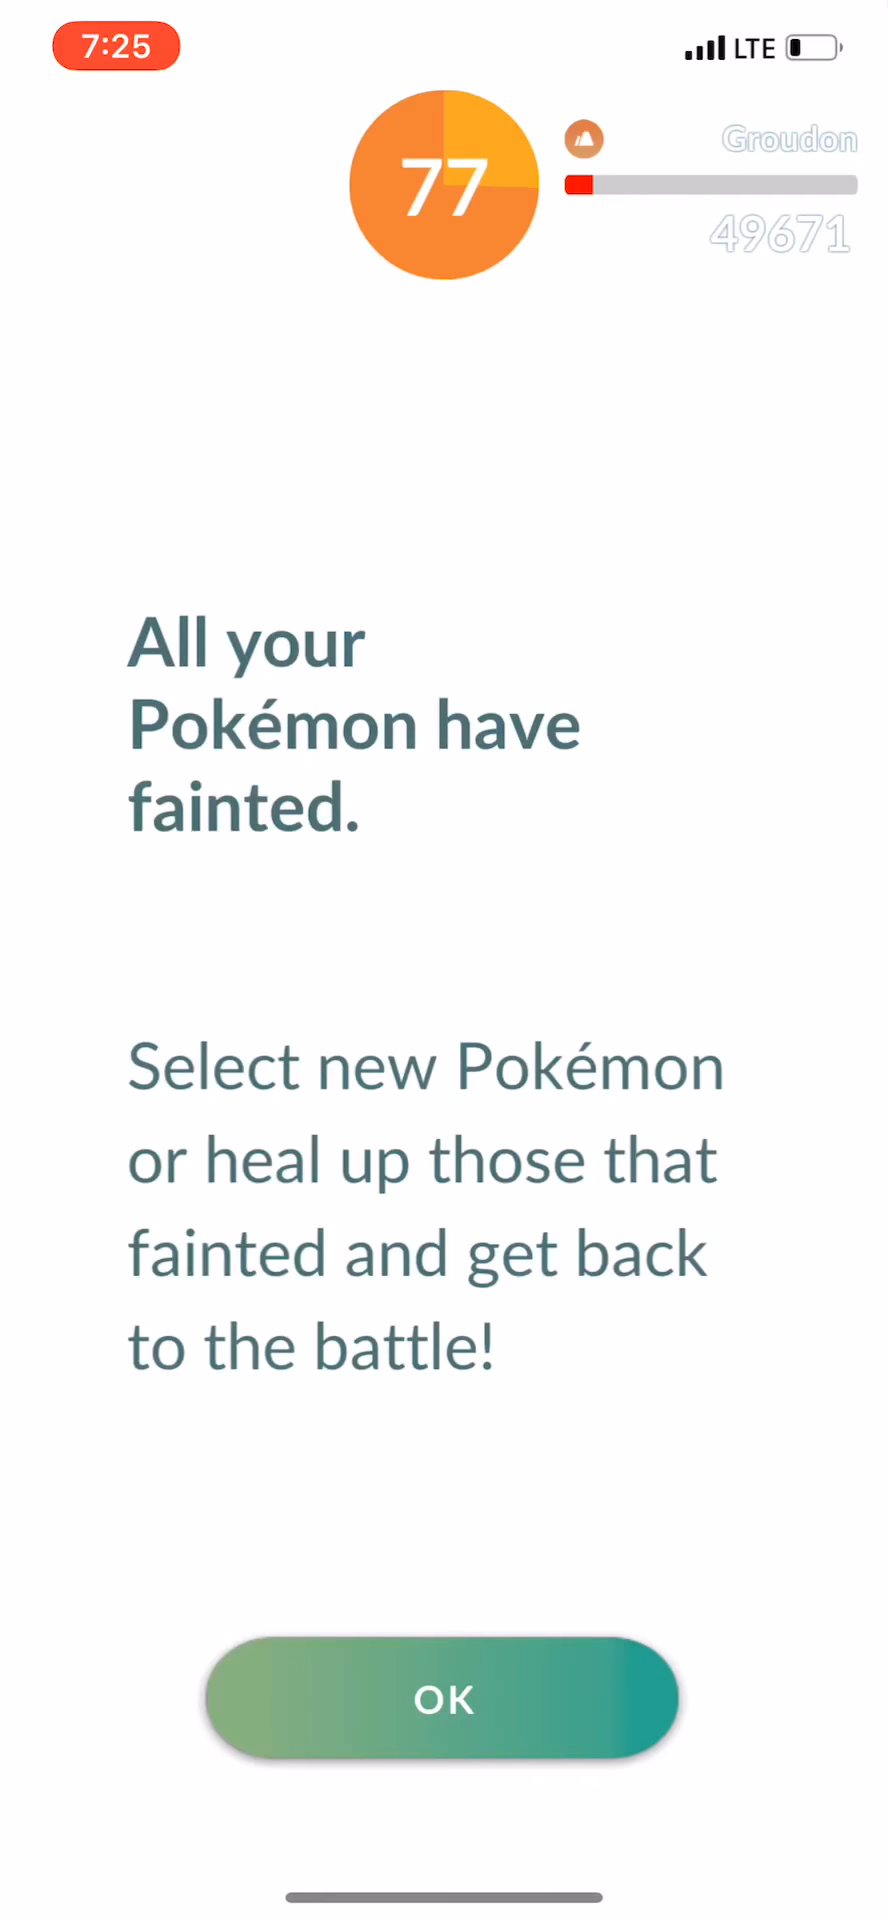 7:25
LTE
77
Groudon
49671
All your
Pokémon have
fainted.
Select new Pokémon
or heal up those that
fainted and get back
to the battle!
OK